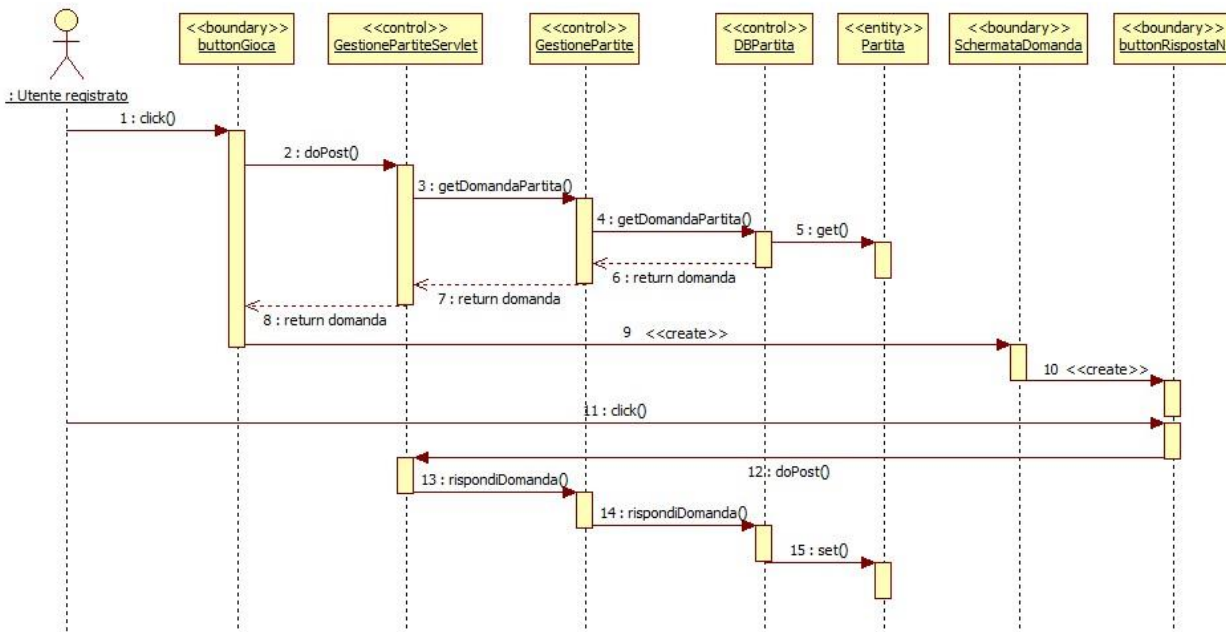 <<boundary>>
buttonGioca
<<control>>
GestionePartiteServlet
<<control>>
GestionePartite
<<control>>
DBPartita
<<entity>>
Partita
<<boundary>>
SchermataDomanda
<<boundary>>
buttonRispostaN
: Utente registrato
1 : click()
2 : doPost()
3 : getDomandaPartita()
4 : getDomandaPartita()
5 : get()
6 : return domanda
7 : return domanda
8 : return domanda
9 <<create>>
10 <<create>>
11 : click()
12 : doPost()
13 : rispondiDomanda()
14 : rispondiDomanda()
15 : set()